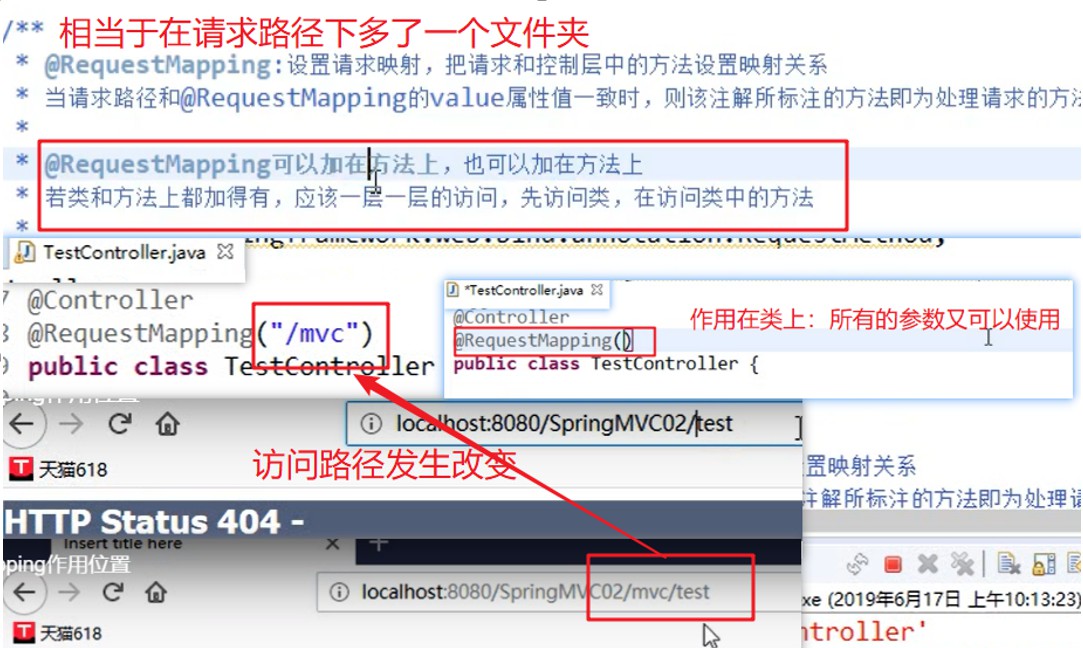 /** 相当于在请求路径下多了一个文件夹
* @RequestMapping:设置请求映射，把请求和控制层中的方法设置映射关系
* 当请求路径和@RequestMapping的value属性值一致时，则该注解所标注的方法即为处理请求的方法
*
* @RequestMapping可以加在方法上，也可以加在方法上
* 若类和方法上都加得有，应该一层一层的访问，先访问类，在访问类中的方法
*
TestController.java
@Controller
@RequestMapping("/mvc")
public class TestController
*TestController.java
@Controller
@RequestMapping()
public class TestController {
作用在类上：所有的参数又可以使用
localhost:8080/SpringMVC02/test
天猫618
访问路径发生改变
置映射关系
注解所标注的方法即为处理请
HTTP Status 404 -
Insert title here
ping作用位置
localhost:8080/SpringMVC02/mvc/test
天猫618
xe (2019年6月17日 上午10:13:23)
ntroller'